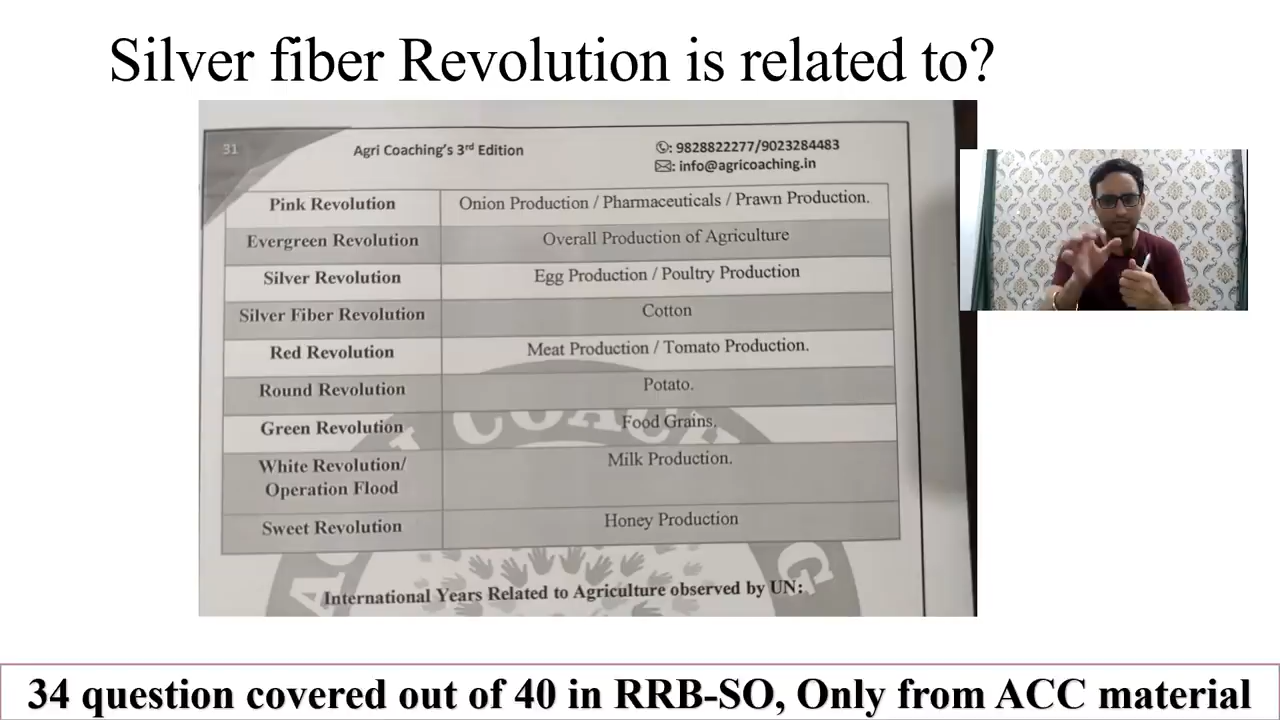 Silver fiber Revolution is related to?
31
Agri Coaching's 3rd Edition
: 9828822277/9023284483
: info@agricoaching.in
Pink Revolution Onion Production / Pharmaceuticals / Prawn Production.
Evergreen Revolution Overall Production of Agriculture
Silver Revolution Egg Production / Poultry Production
Silver Fiber Revolution Cotton
Red Revolution Meat Production / Tomato Production.
Round Revolution Potato.
Green Revolution Food Grains.
White Revolution/ Milk Production.
Operation Flood
Sweet Revolution Honey Production
International Years Related to Agriculture observed by UN:
34 question covered out of 40 in RRB-SO, Only from ACC material